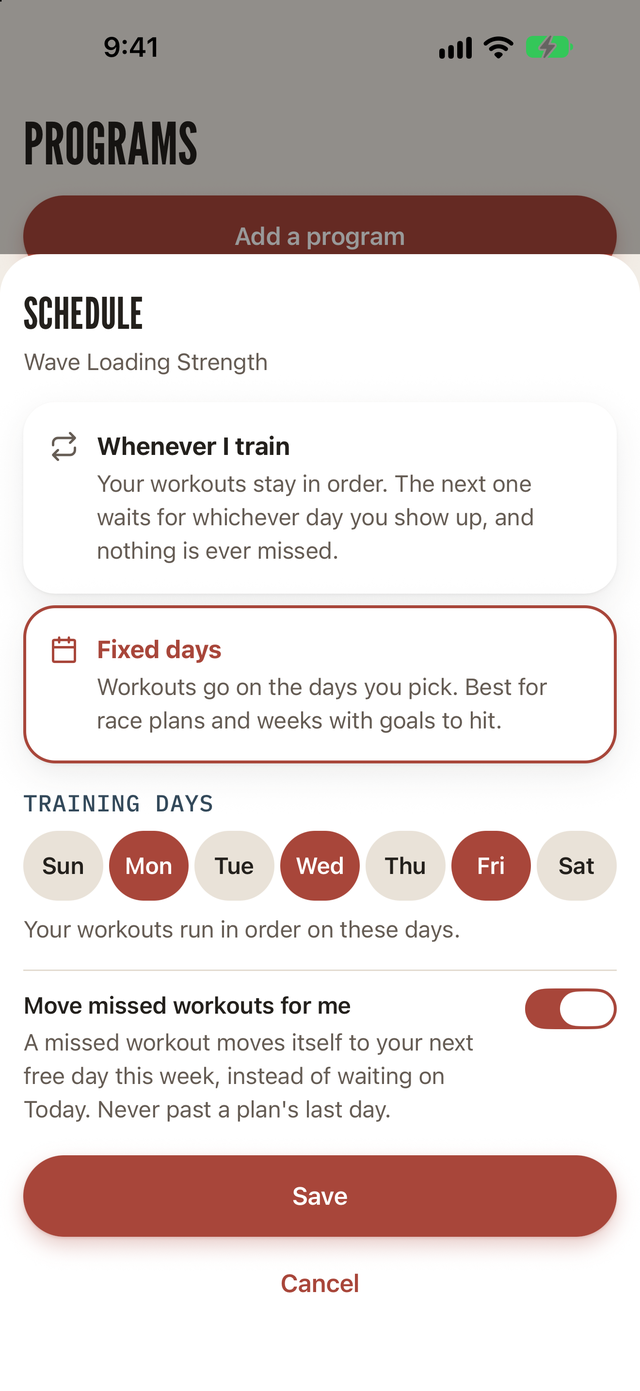 9:41
PROGRAMS
Add a program
SCHEDULE
Wave Loading Strength
Whenever I train
Your workouts stay in order. The next one
waits for whichever day you show up, and
nothing is ever missed.
Fixed days
Workouts go on the days you pick. Best for
race plans and weeks with goals to hit.
TRAINING DAYS
Sun Mon Tue Wed Thu Fri Sat
Your workouts run in order on these days.
Move missed workouts for me
A missed workout moves itself to your next
free day this week, instead of waiting on
Today. Never past a plan's last day.
Save
Cancel